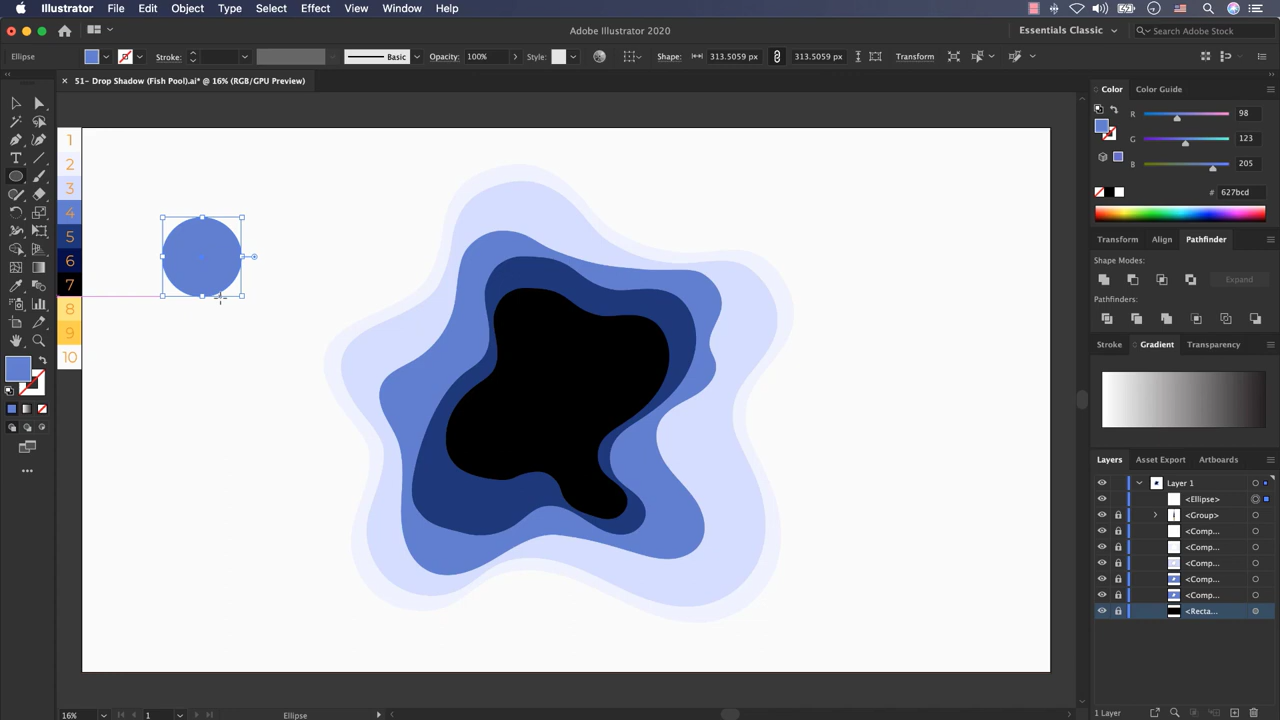 Illustrator File Edit Object Type Select Effect View Window Help
Adobe Illustrator 2020
Essentials Classic
Search Adobe Stock
Ellipse
Stroke:
Basic
Opacity: 100%
Style:
Shape:
313.5059 px
313.5059 px
Transform
51- Drop Shadow (Fish Pool).ai* @ 16% (RGB/GPU Preview)
1
2
3
4
5
6
7
8
9
10
Color Color Guide
R 98
G 123
B 205
# 627bcd
Transform Align Pathfinder
Shape Modes:
Expand
Pathfinders:
Stroke Gradient Transparency
Layers Asset Export Artboards
Layer 1
<Ellipse>
<Group>
<Comp...
<Comp...
<Comp...
<Comp...
<Comp...
<Recta...
1 Layer
16%
1
Ellipse